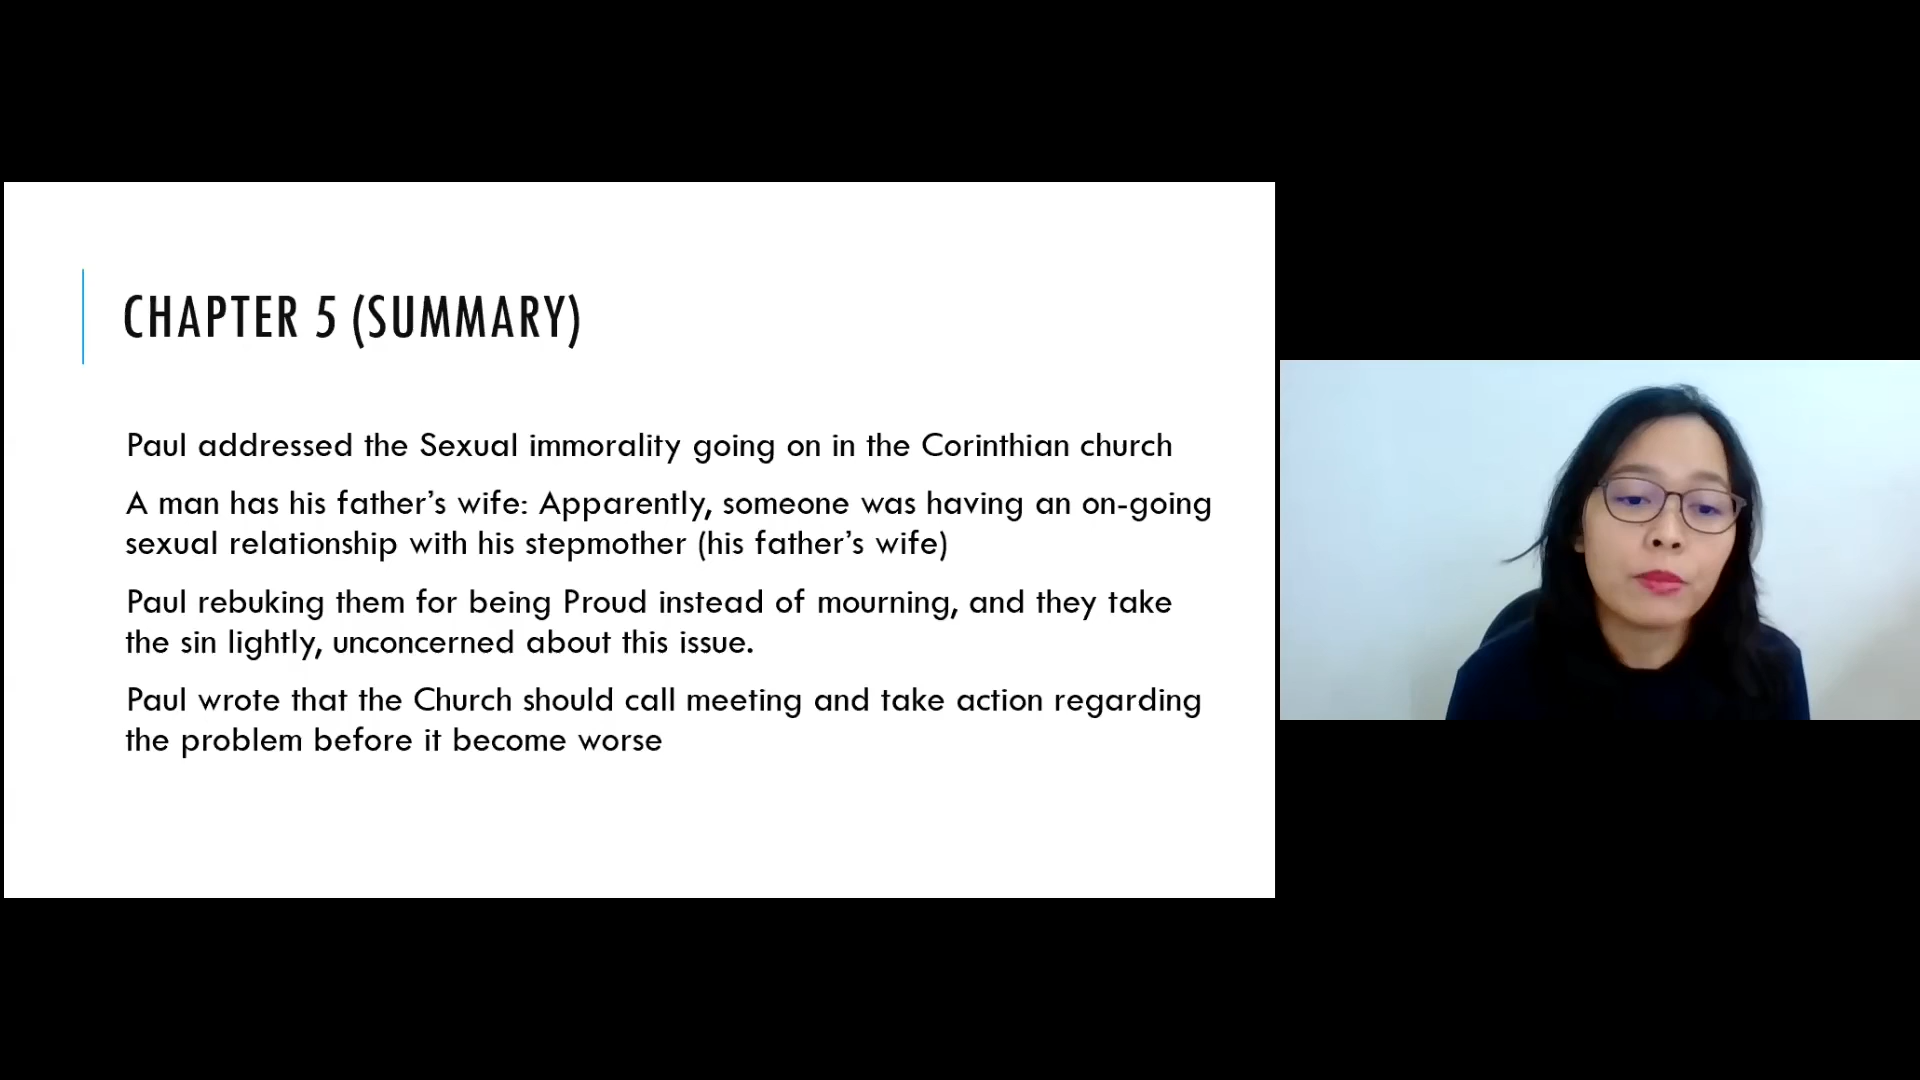 CHAPTER 5 (SUMMARY)
Paul addressed the Sexual immorality going on in the Corinthian church
A man has his father’s wife: Apparently, someone was having an on-going
sexual relationship with his stepmother (his father’s wife)
Paul rebuking them for being Proud instead of mourning, and they take
the sin lightly, unconcerned about this issue.
Paul wrote that the Church should call meeting and take action regarding
the problem before it become worse